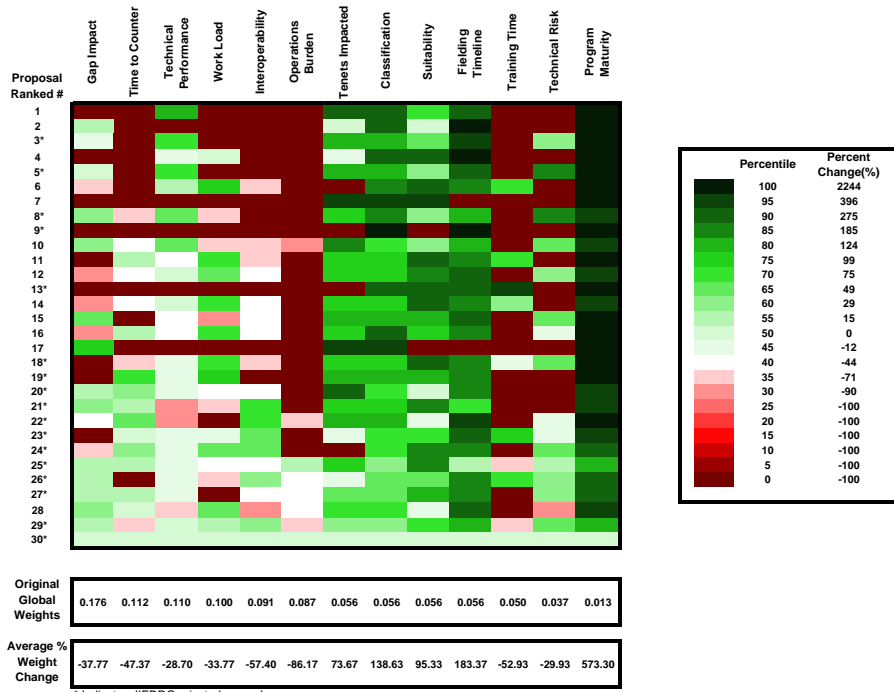 Gap Impact
Time to Counter
Technical
Performance
Work Load
Interoperability
Operations
Burden
Tenets Impacted
Classification
Suitability
Fielding
Timeline
Training Time
Technical Risk
Program
Maturity
Proposal
Ranked #
1
2
3*
4
5*
6
7
8*
9*
10
11
12
13*
14
15
16
17
18*
19*
20*
21*
22*
23*
24*
25*
26*
27*
28
29*
30*
Percentile Percent
Change(%)
100 2244
95 396
90 275
85 185
80 124
75 99
70 75
65 49
60 29
55 15
50 0
45 -12
40 -44
35 -71
30 -90
25 -100
20 -100
15 -100
10 -100
5 -100
0 -100
Original
Global
Weights
0.176 0.112 0.110 0.100 0.091 0.087 0.056 0.056 0.056 0.056 0.050 0.037 0.013
Average %
Weight
Change
-37.77 -47.37 -28.70 -33.77 -57.40 -86.17 73.67 138.63 95.33 183.37 -52.93 -29.93 573.30